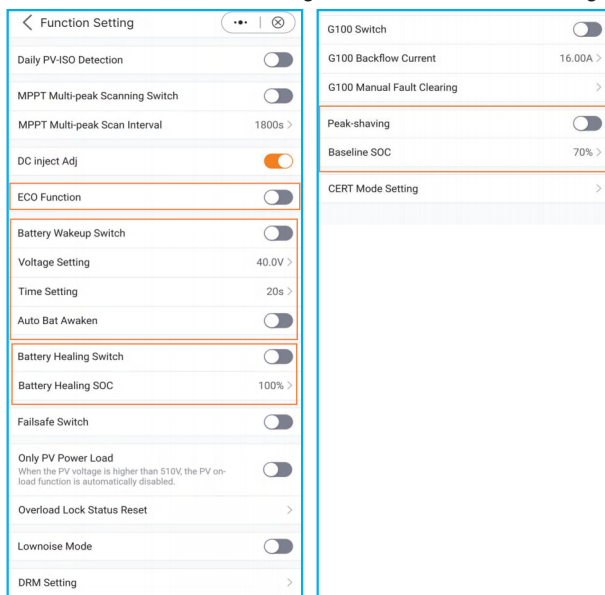 Function Setting
Daily PV-ISO Detection
MPPT Multi-peak Scanning Switch
MPPT Multi-peak Scan Interval 1800s >
DC inject Adj
ECO Function
Battery Wakeup Switch
Voltage Setting 40.0V >
Time Setting 20s >
Auto Bat Awaken
Battery Healing Switch
Battery Healing SOC 100% >
Failsafe Switch
Only PV Power Load
When the PV voltage is higher than 510V, the PV on-
load function is automatically disabled.
Overload Lock Status Reset >
Lownoise Mode
DRM Setting >
G100 Switch
G100 Backflow Current 16.00A >
G100 Manual Fault Clearing >
Peak-shaving
Baseline SOC 70% >
CERT Mode Setting >